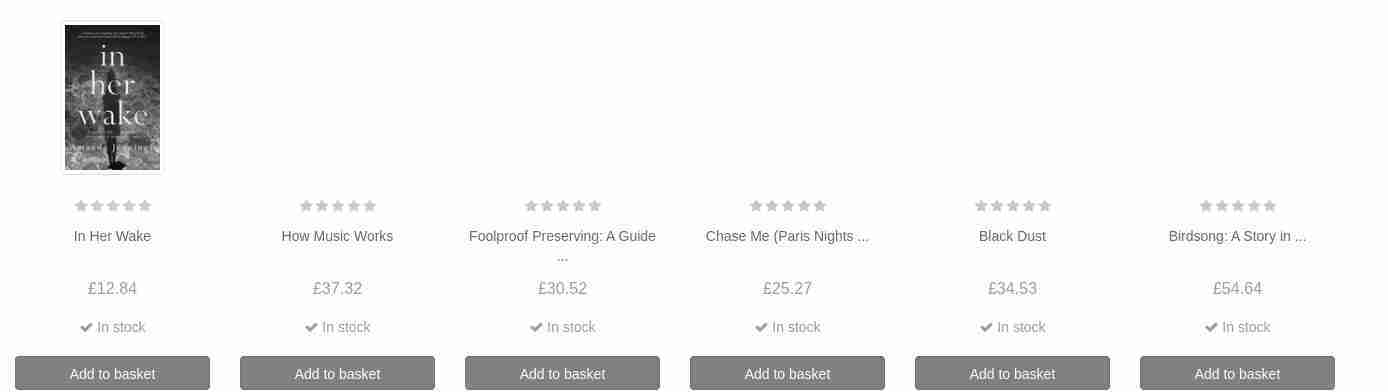 in
her
wake
In Her Wake
£12.84
In stock
Add to basket
How Music Works
£37.32
In stock
Add to basket
Foolproof Preserving: A Guide
...
£30.52
In stock
Add to basket
Chase Me (Paris Nights ...
£25.27
In stock
Add to basket
Black Dust
£34.53
In stock
Add to basket
Birdsong: A Story in ...
£54.64
In stock
Add to basket